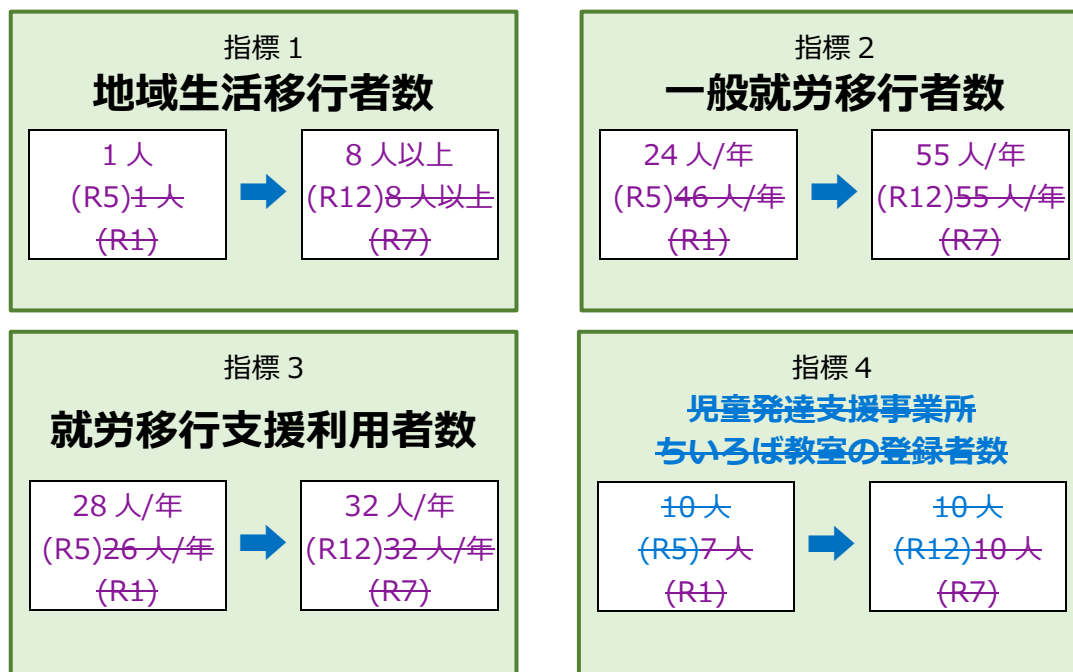 指標１
地域生活移行者数
1 人
(R5)1 人
(R1)
8 人以上
(R12)8 人以上
(R7)
指標２
一般就労移行者数
24 人/年
(R5)46 人/年
(R1)
55 人/年
(R12)55 人/年
(R7)
指標３
就労移行支援利用者数
28 人/年
(R5)26 人/年
(R1)
32 人/年
(R12)32 人/年
(R7)
指標４
児童発達支援事業所
ちいろば教室の登録者数
10 人
(R5)7 人
(R1)
10 人
(R12)10 人
(R7)